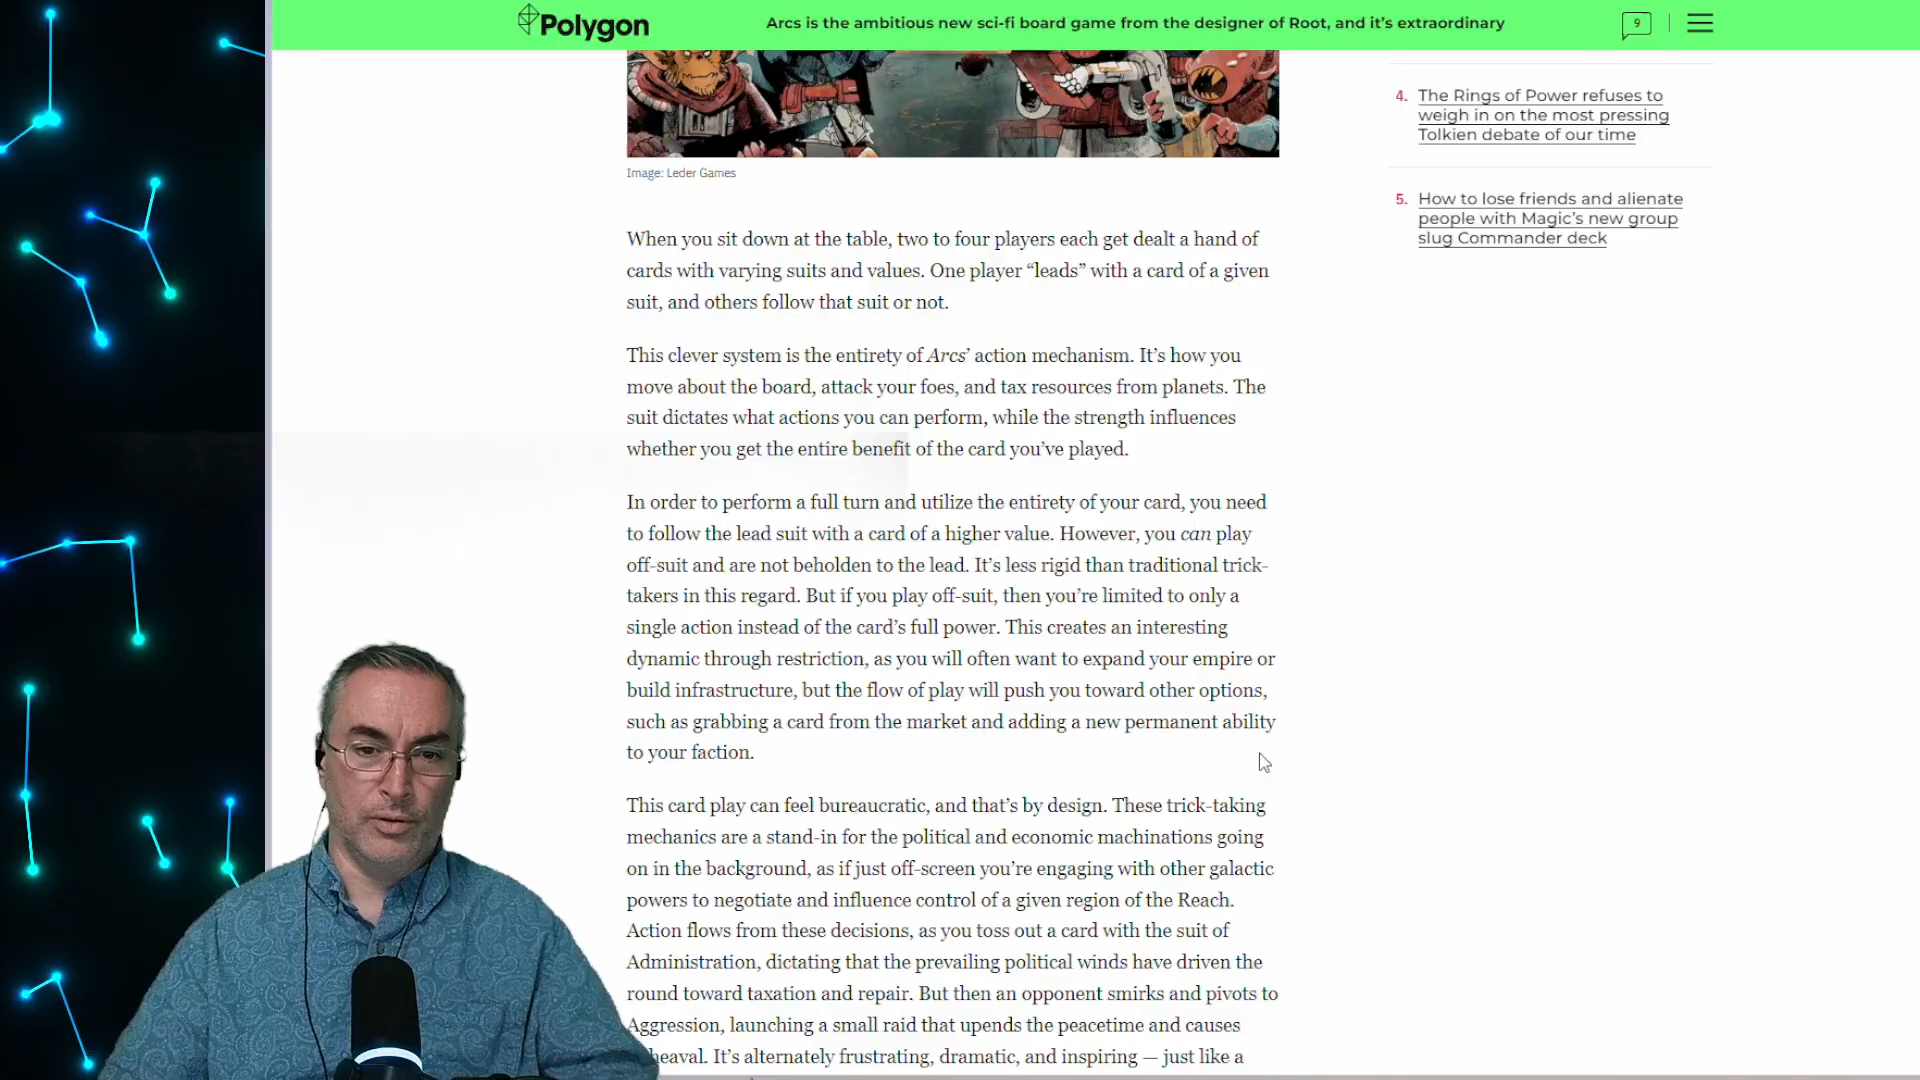 Polygon
Arcs is the ambitious new sci-fi board game from the designer of Root, and it's extraordinary
9
Image: Leder Games
When you sit down at the table, two to four players each get dealt a hand of
cards with varying suits and values. One player “leads” with a card of a given
suit, and others follow that suit or not.
This clever system is the entirety of Arcs’ action mechanism. It’s how you
move about the board, attack your foes, and tax resources from planets. The
suit dictates what actions you can perform, while the strength influences
whether you get the entire benefit of the card you’ve played.
In order to perform a full turn and utilize the entirety of your card, you need
to follow the lead suit with a card of a higher value. However, you can play
off-suit and are not beholden to the lead. It’s less rigid than traditional trick-
takers in this regard. But if you play off-suit, then you’re limited to only a
single action instead of the card’s full power. This creates an interesting
dynamic through restriction, as you will often want to expand your empire or
build infrastructure, but the flow of play will push you toward other options,
such as grabbing a card from the market and adding a new permanent ability
to your faction.
This card play can feel bureaucratic, and that’s by design. These trick-taking
mechanics are a stand-in for the political and economic machinations going
on in the background, as if just off-screen you’re engaging with other galactic
powers to negotiate and influence control of a given region of the Reach.
Action flows from these decisions, as you toss out a card with the suit of
Administration, dictating that the prevailing political winds have driven the
round toward taxation and repair. But then an opponent smirks and pivots to
Aggression, launching a small raid that upends the peacetime and causes
heaval. It’s alternately frustrating, dramatic, and inspiring — just like a
4. The Rings of Power refuses to
weigh in on the most pressing
Tolkien debate of our time
5. How to lose friends and alienate
people with Magic’s new group
slug Commander deck